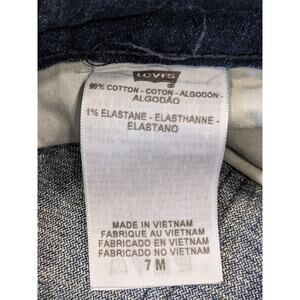 LEVI'S
99% COTTON - COTON - ALGODÓN -
ALGODÃO
1% ELASTANE - ELASTHANNE -
ELASTANO
MADE IN VIETNAM
FABRIQUE AU VIETNAM
FABRICADO EN VIETNAM
FABRICADO NO VIETNAM
7 M